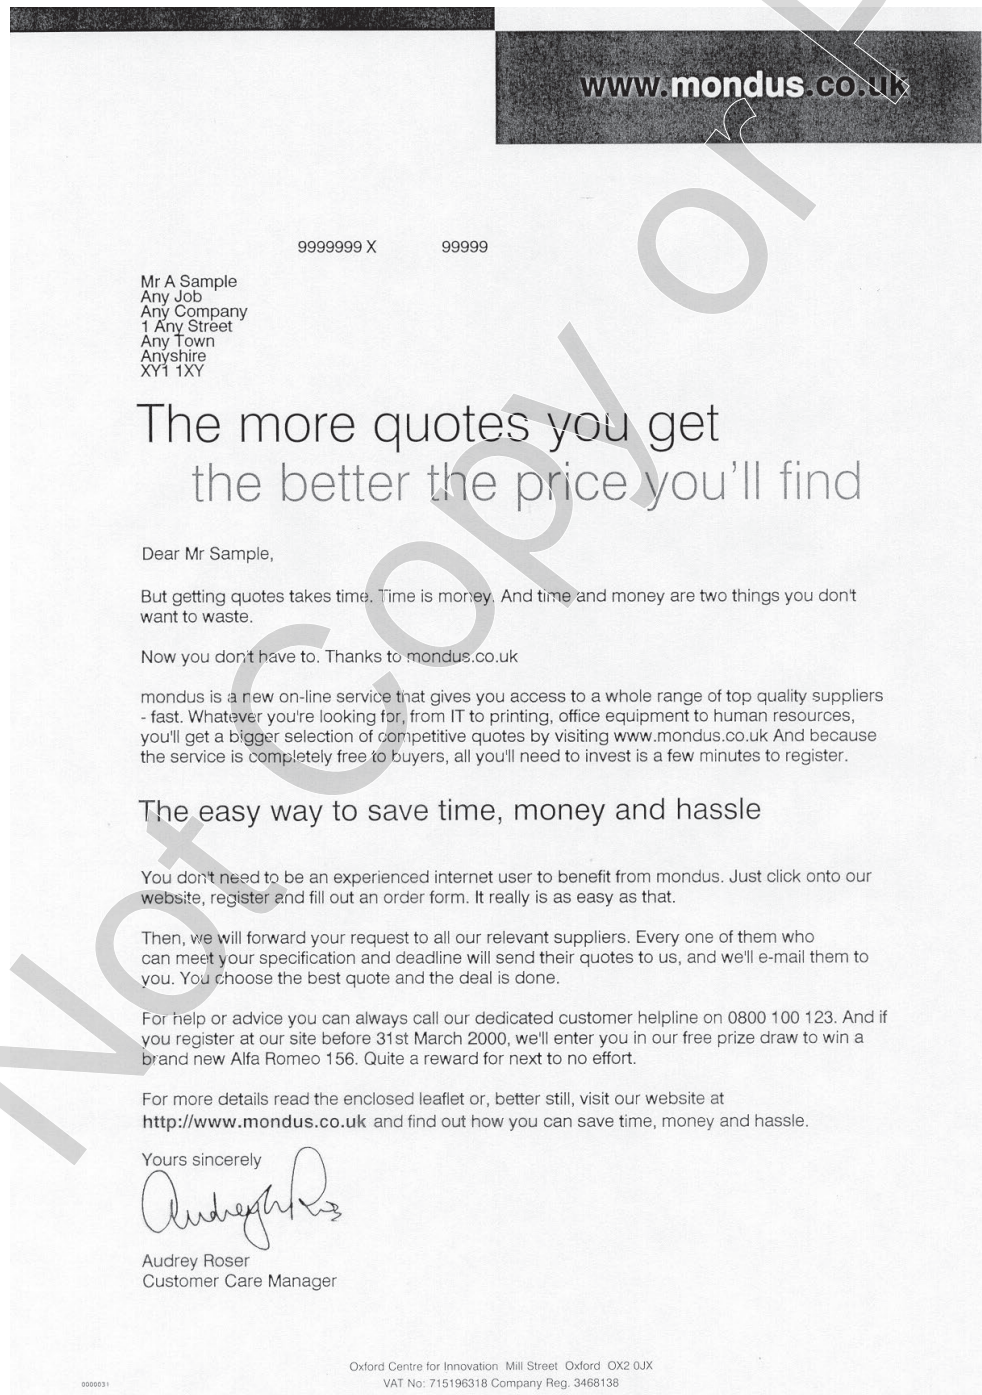 www.mondus.co.uk
9999999 X 99999
Mr A Sample
Any Job
Any Company
1 Any Street
Any Town
Anyshire
XY1 1XY
The more quotes you get
the better the price you'll find
Dear Mr Sample,
But getting quotes takes time. Time is money. And time and money are two things you don't
want to waste.
Now you don't have to. Thanks to mondus.co.uk
mondus is a new on-line service that gives you access to a whole range of top quality suppliers
- fast. Whatever you're looking for, from IT to printing, office equipment to human resources,
you'll get a bigger selection of competitive quotes by visiting www.mondus.co.uk And because
the service is completely free to buyers, all you'll need to invest is a few minutes to register.
The easy way to save time, money and hassle
You don't need to be an experienced internet user to benefit from mondus. Just click onto our
website, register and fill out an order form. It really is as easy as that.
Then, we will forward your request to all our relevant suppliers. Every one of them who
can meet your specification and deadline will send their quotes to us, and we'll e-mail them to
you. You choose the best quote and the deal is done.
For help or advice you can always call our dedicated customer helpline on 0800 100 123. And if
you register at our site before 31st March 2000, we'll enter you in our free prize draw to win a
brand new Alfa Romeo 156. Quite a reward for next to no effort.
For more details read the enclosed leaflet or, better still, visit our website at
http://www.mondus.co.uk and find out how you can save time, money and hassle.
Yours sincerely
Audrey Roser
Customer Care Manager
Oxford Centre for Innovation Mill Street Oxford OX2 0JX
VAT No: 715196318 Company Reg. 3468138
0000031
Not Copy or